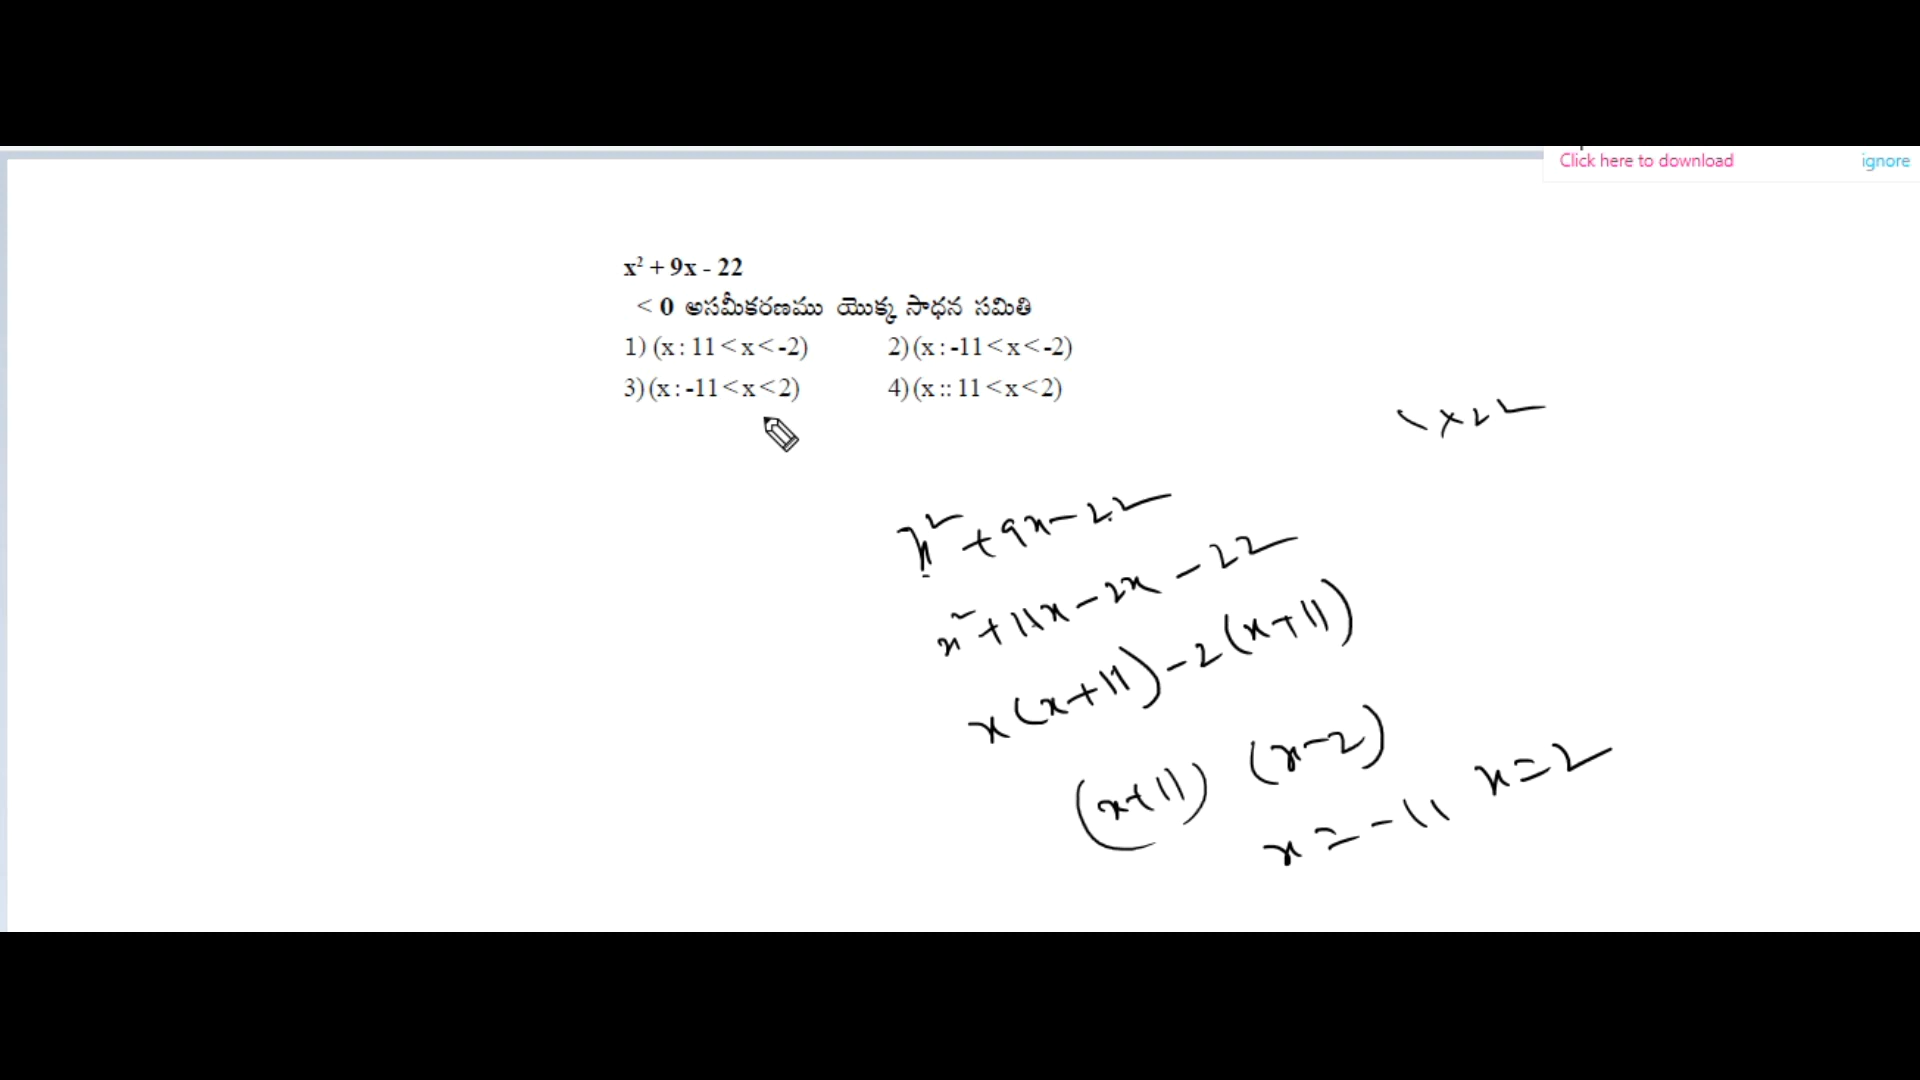 Click here to download ignore
x² + 9x - 22
< 0 అసమీకరణము యొక్క సాధన సమితి
1) (x : 11<x<-2) 2)(x : -11<x<-2)
3)(x : -11<x<2) 4)(x :: 11<x<2)
x² + 9x - 22
x² + 11x - 2x - 22
x(x+11) - 2(x+11)
(x+11) (x-2)
x = -11 x = 2